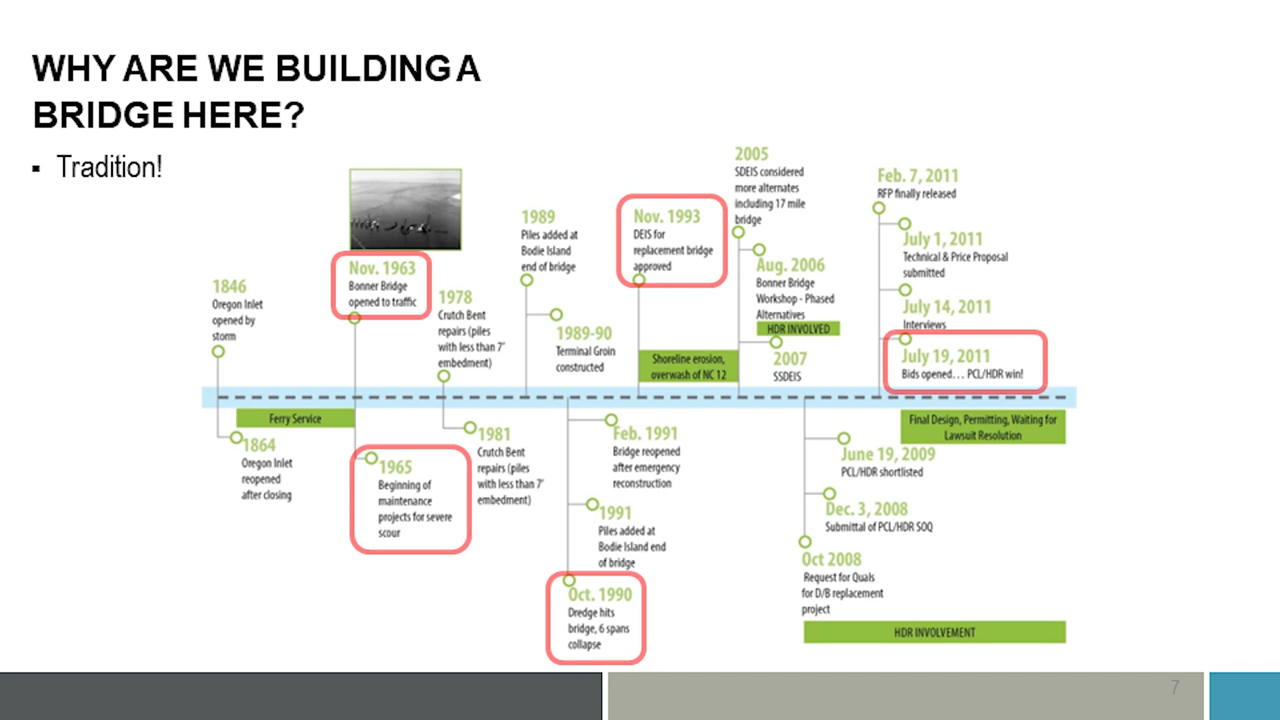 WHY ARE WE BUILDING A
BRIDGE HERE?
▪ Tradition!
1846
Oregon Inlet
opened by
storm
Ferry Service
1864
Oregon Inlet
reopened
after closing
Nov. 1963
Bonner Bridge
opened to traffic
1965
Beginning of
maintenance
projects for severe
scour
1978
Crutch Bent
repairs (piles
with less than 7'
embedment)
1981
Crutch Bent
repairs (piles
with less than 7'
embedment)
1989
Piles added at
Bodie Island
end of bridge
1989-90
Terminal Groin
constructed
Feb. 1991
Bridge reopened
after emergency
reconstruction
1991
Piles added at
Bodie Island end
of bridge
Oct. 1990
Dredge hits
bridge, 6 spans
collapse
Nov. 1993
DEIS for
replacement bridge
approved
Shoreline erosion,
overwash of NC 12
2005
SDEIS considered
more alternates
including 17 mile
bridge
Aug. 2006
Bonner Bridge
Workshop - Phased
Alternatives
HDR INVOLVED
2007
SSDEIS
Feb. 7, 2011
RFP finally released
July 1, 2011
Technical & Price Proposal
submitted
July 14, 2011
Interviews
July 19, 2011
Bids opened... PCL/HDR win!
Final Design, Permitting, Waiting for
Lawsuit Resolution
June 19, 2009
PCL/HDR shortlisted
Dec. 3, 2008
Submittal of PCL/HDR SOQ
Oct 2008
Request for Quals
for D/B replacement
project
HDR INVOLVEMENT
7